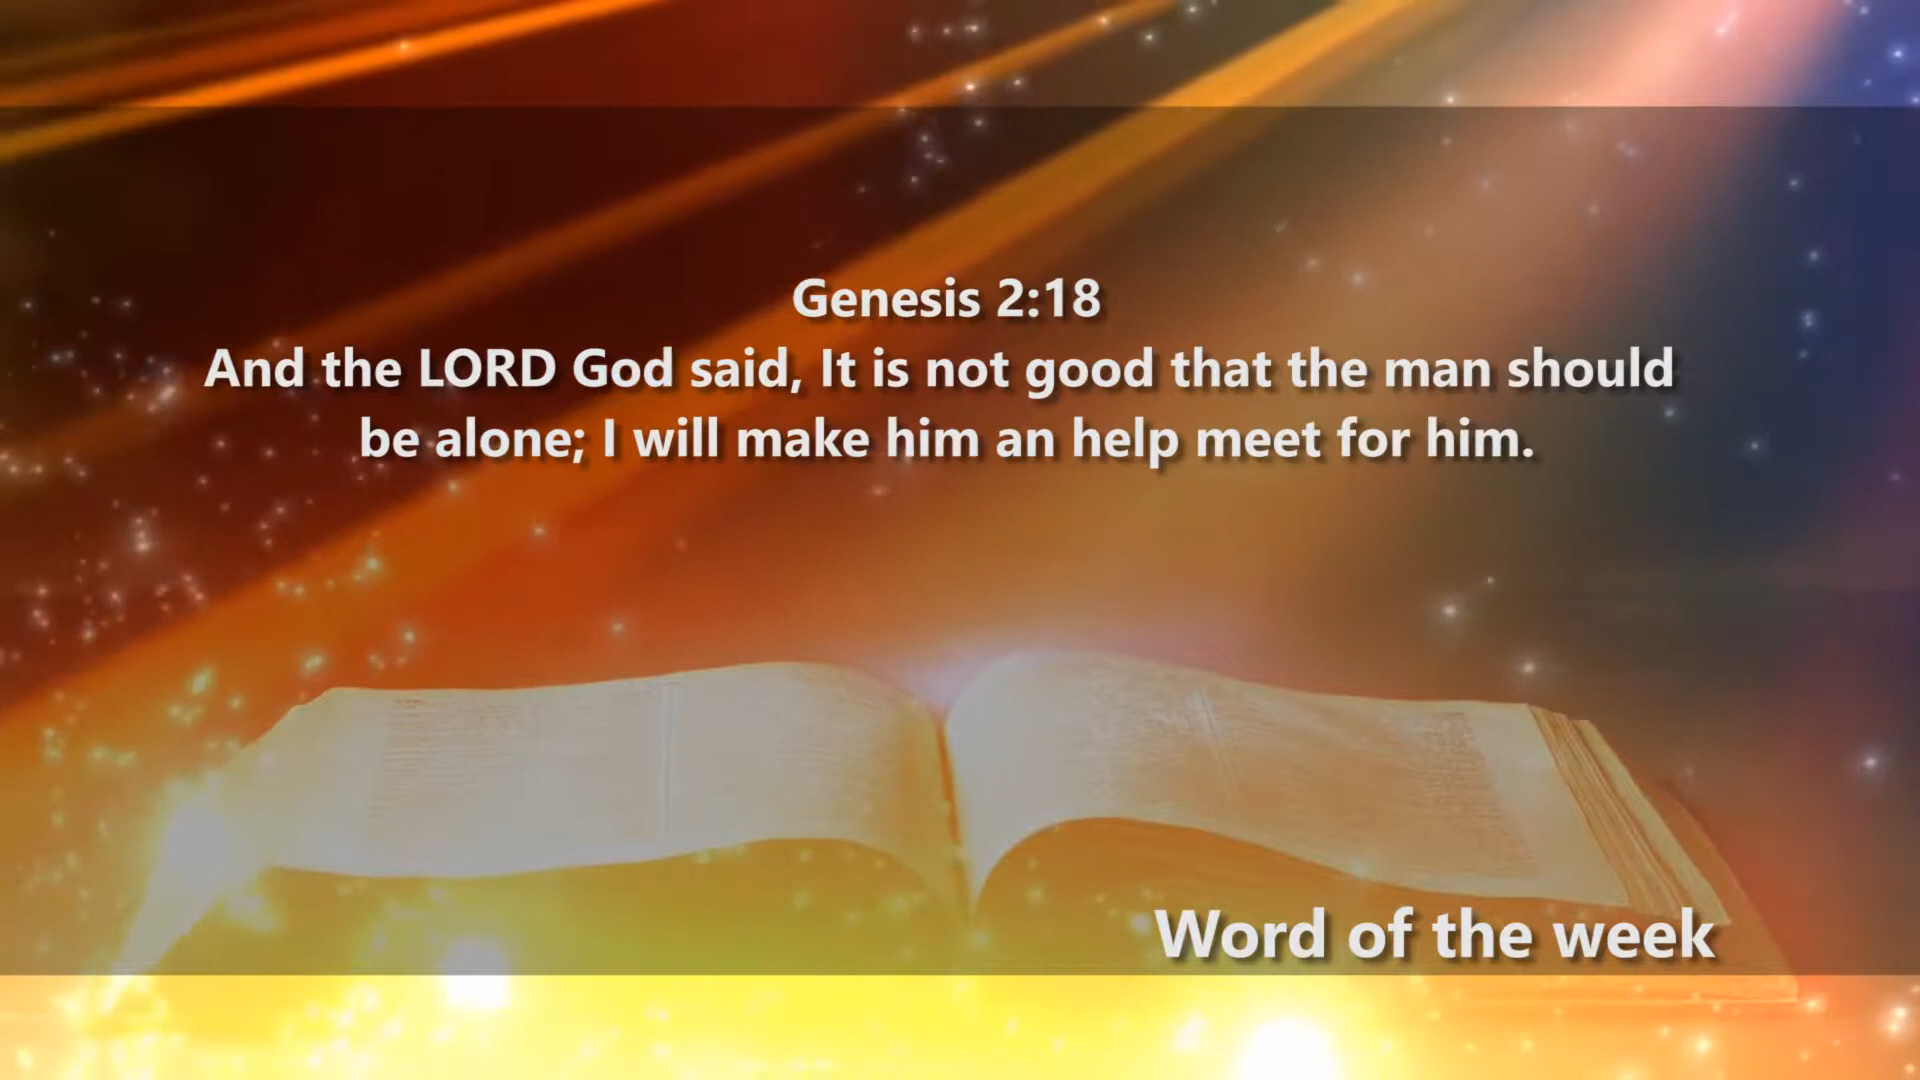 Genesis 2:18
And the LORD God said, It is not good that the man should
be alone; I will make him an help meet for him.
Word of the week